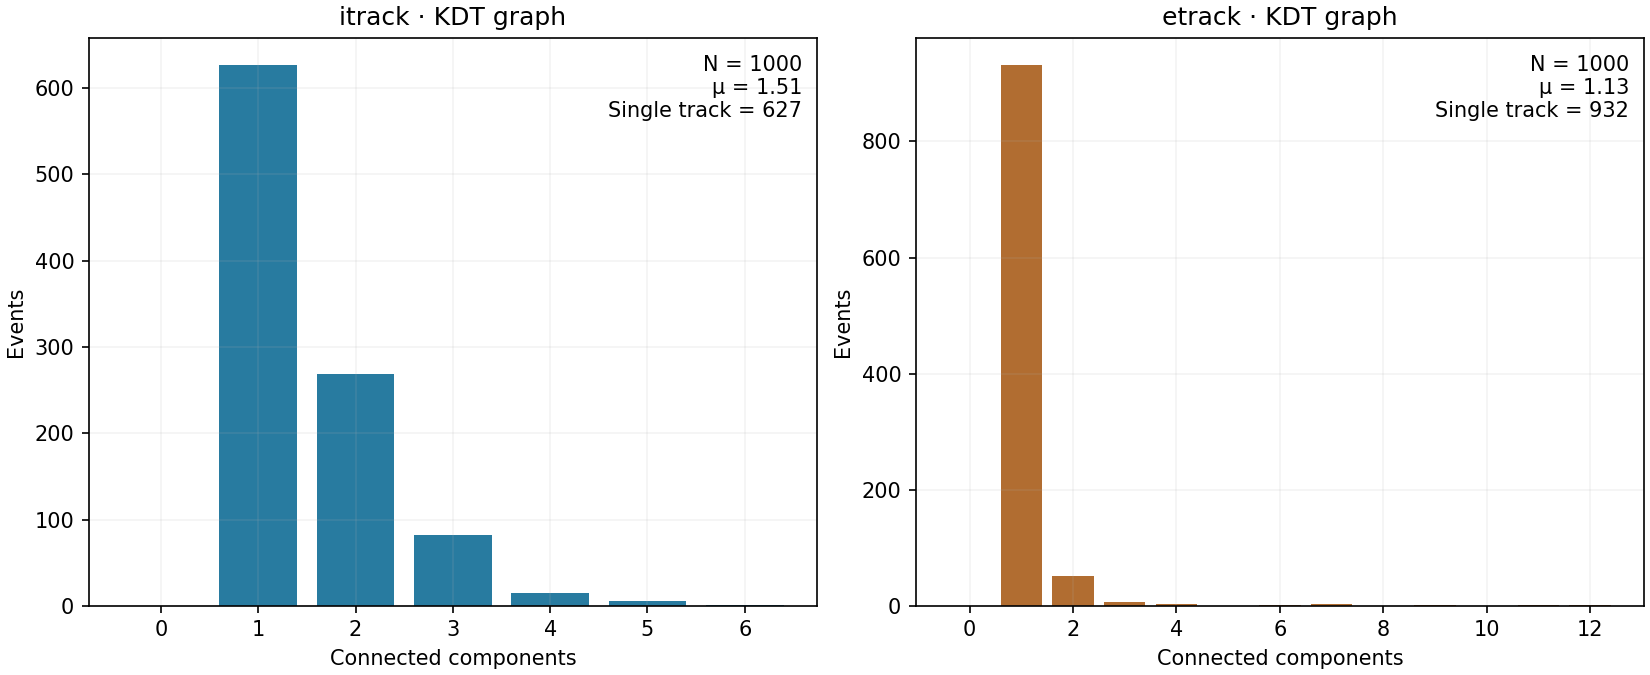 itrack · KDT graph
N = 1000
μ = 1.51
Single track = 627
Events
600
500
400
300
200
100
0
0 1 2 3 4 5 6
Connected components
etrack · KDT graph
N = 1000
μ = 1.13
Single track = 932
Events
800
600
400
200
0
0 2 4 6 8 10 12
Connected components